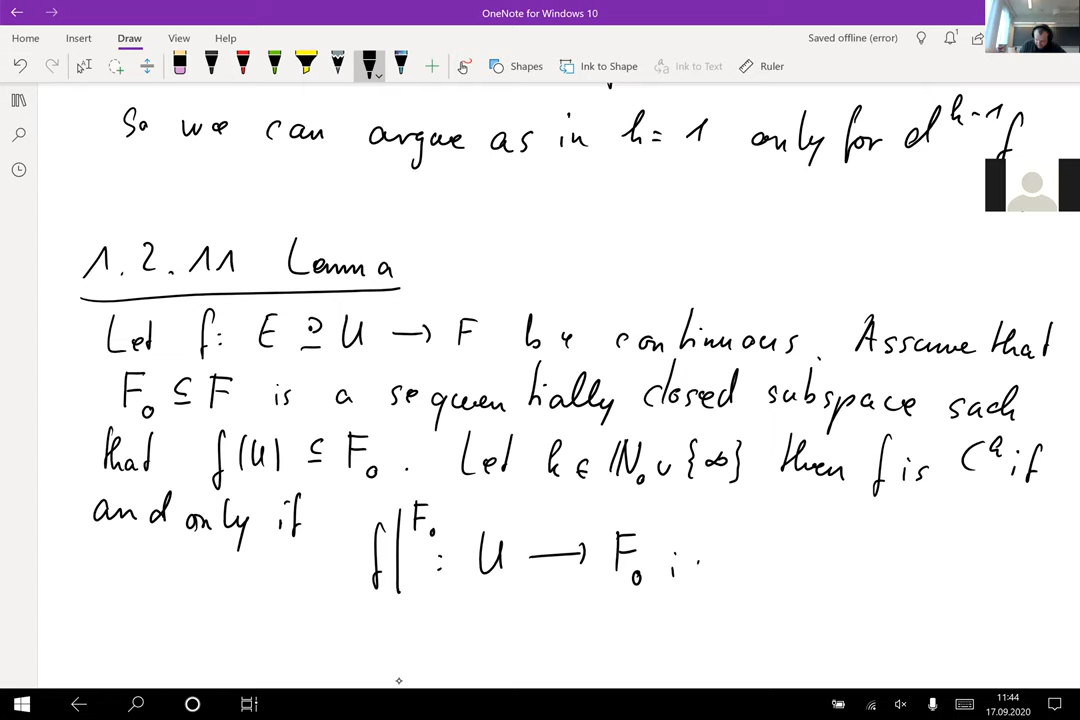 OneNote for Windows 10
Home Insert Draw View Help Saved offline (error)
Shapes Ink to Shape Ink to Text Ruler
So we can argue as in k = 1 only for d^{k-1} f
1.2.11 Lemma
Let f: E ⊇ U → F be continuous. Assume that
F₀ ⊆ F is a sequentially closed subspace such
that f(U) ⊆ F₀. Let k ∈ ℕ₀ ∪ {∞} then f is C^k if
and only if f|^{F₀} : U → F₀ i
11:44
17.09.2020